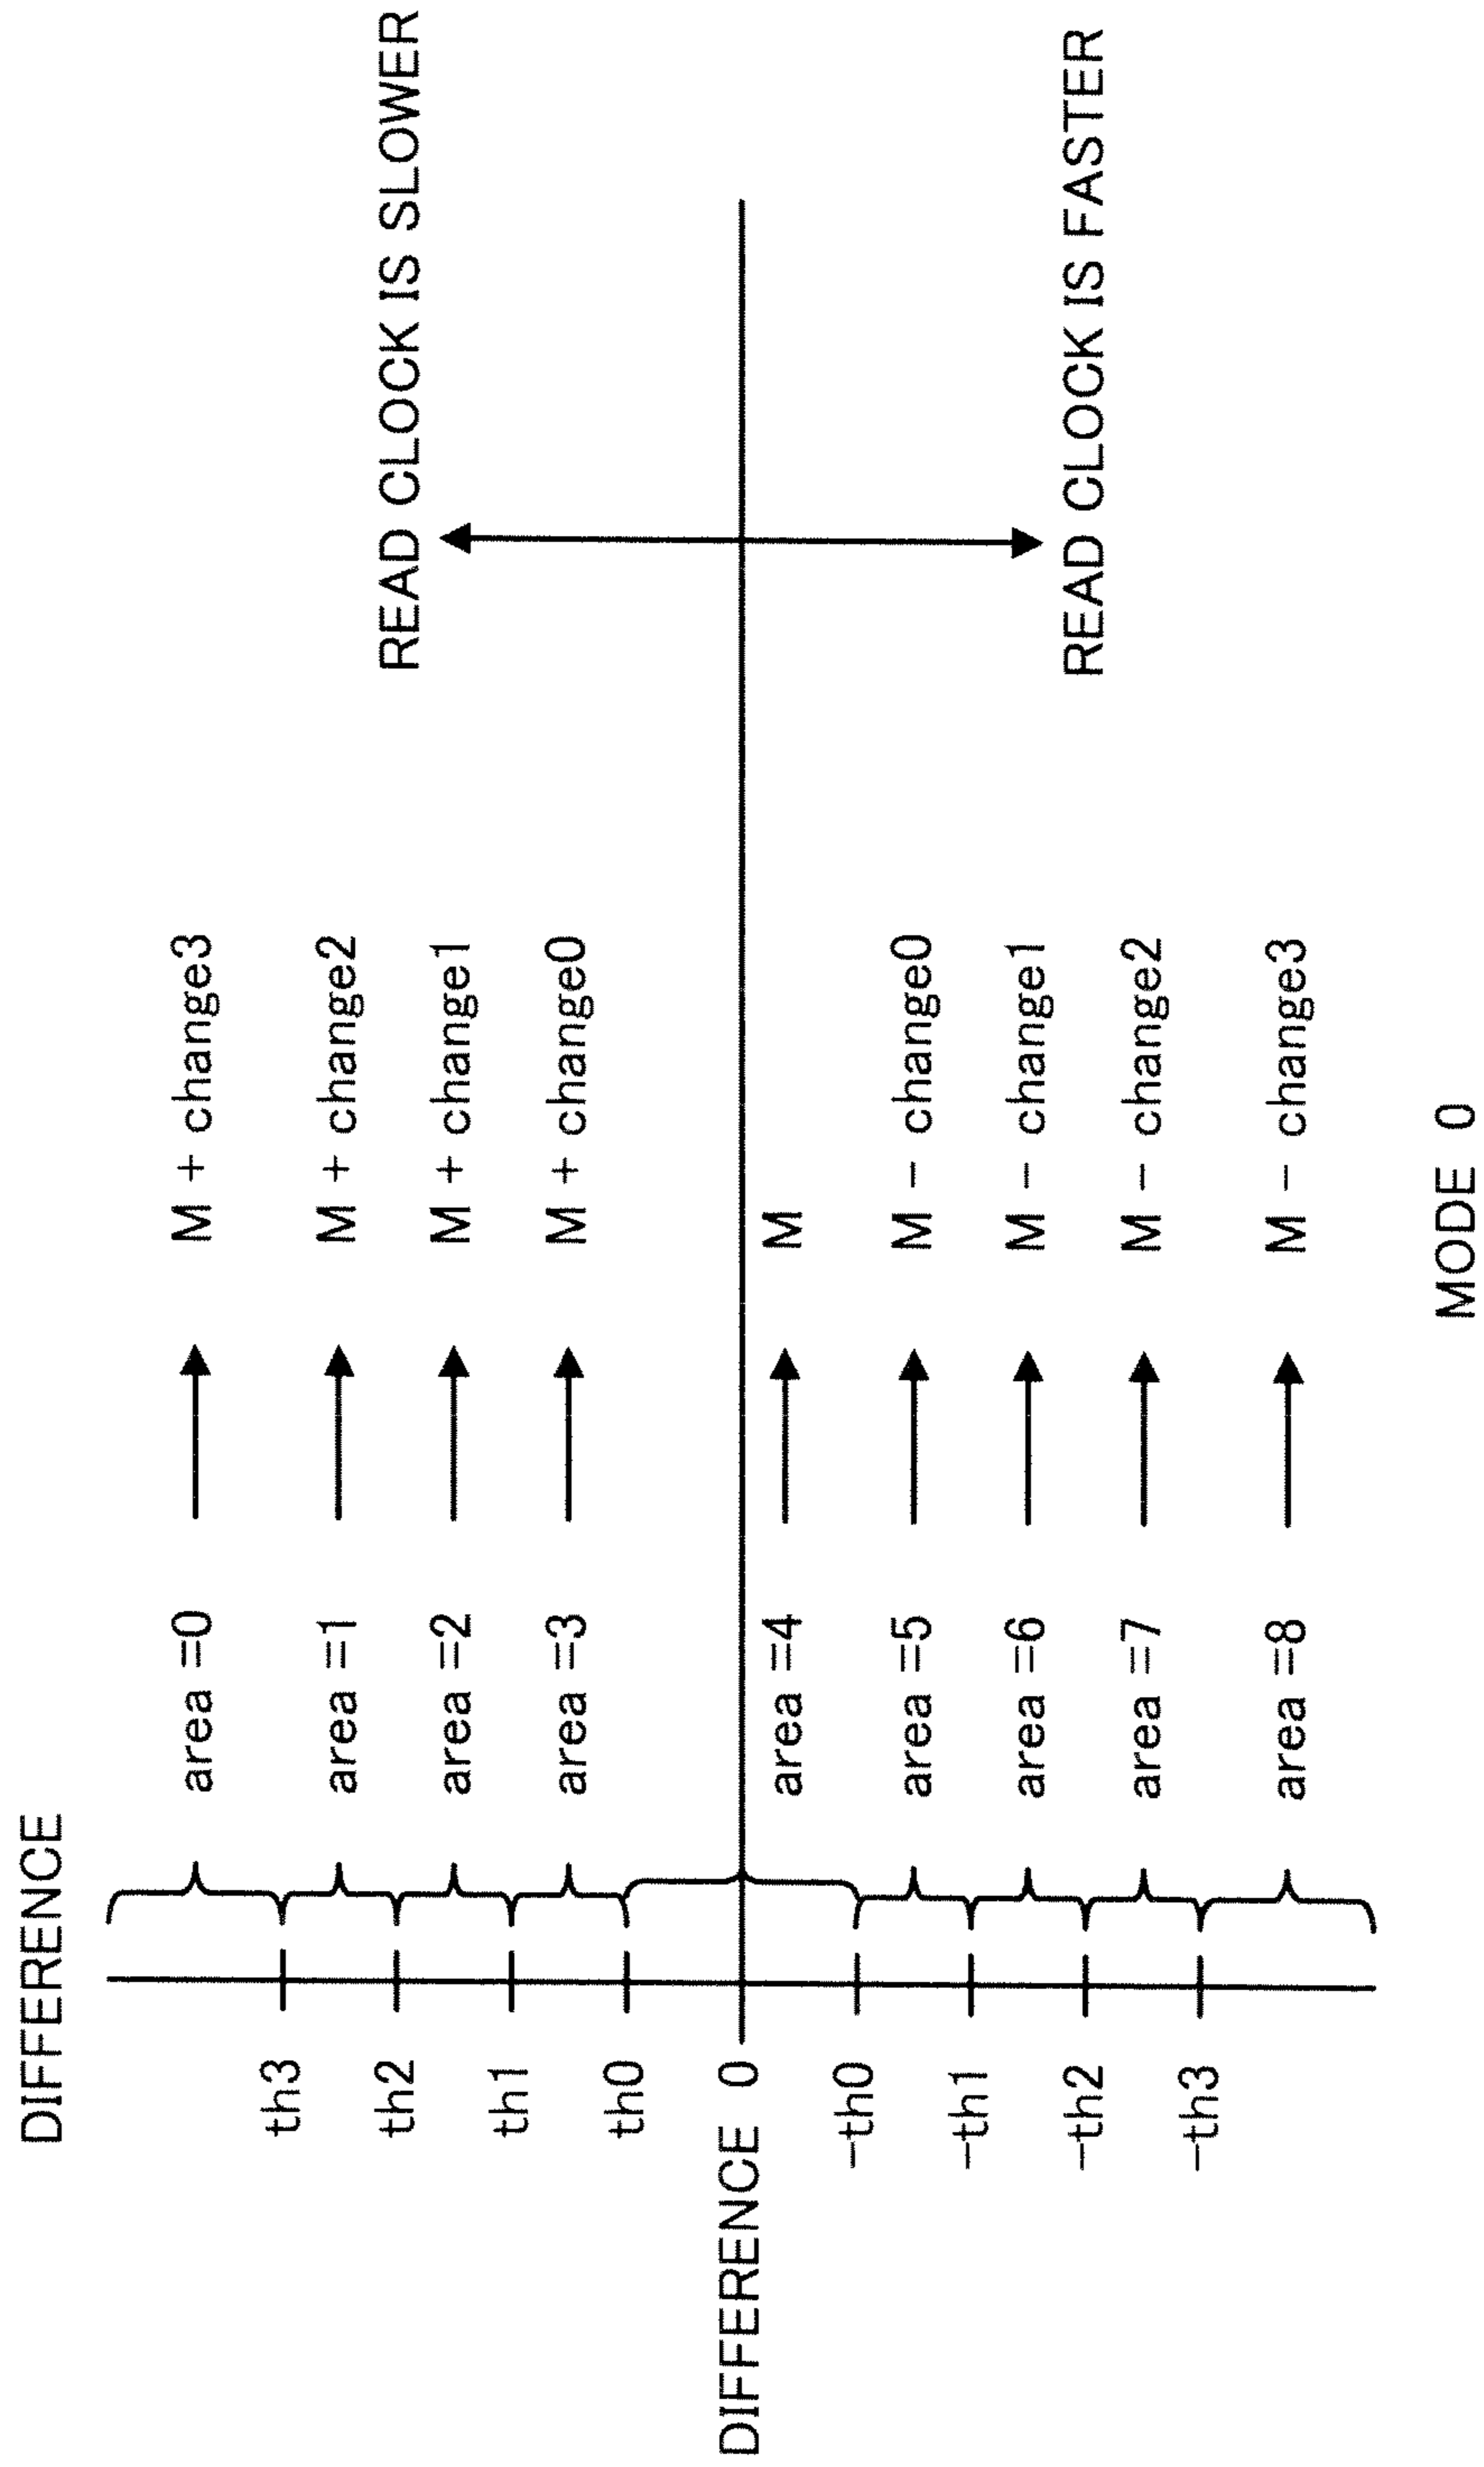 DIFFERENCE
th3 area =0 M + change3
th2 area =1 M + change2
th1 area =2 M + change1
th0 area =3 M + change0
READ CLOCK IS SLOWER
DIFFERENCE 0
area =4 M
-th0 area =5 M - change0
-th1 area =6 M - change1
-th2 area =7 M - change2
-th3 area =8 M - change3
READ CLOCK IS FASTER
MODE 0